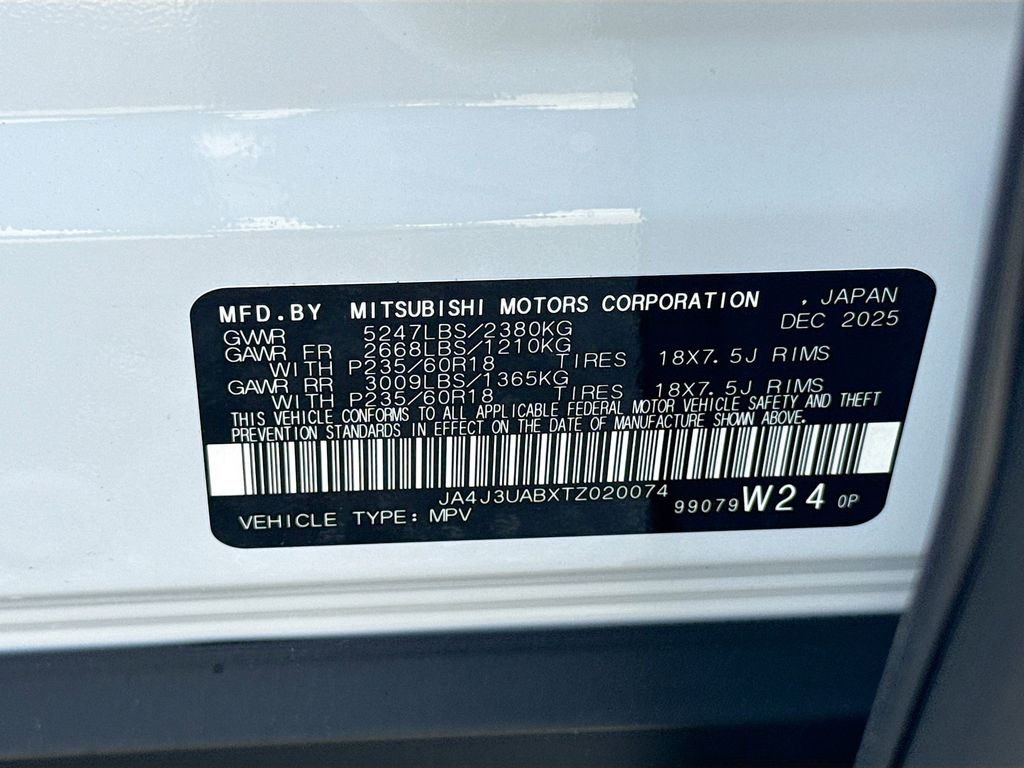 MFD.BY MITSUBISHI MOTORS CORPORATION , JAPAN
DEC 2025
GVWR 5247LBS/2380KG
GAWR FR 2668LBS/1210KG
WITH P235/60R18 TIRES 18X7.5J RIMS
GAWR RR 3009LBS/1365KG
WITH P235/60R18 TIRES 18X7.5J RIMS
THIS VEHICLE CONFORMS TO ALL APPLICABLE FEDERAL MOTOR VEHICLE SAFETY AND THEFT
PREVENTION STANDARDS IN EFFECT ON THE DATE OF MANUFACTURE SHOWN ABOVE.
JA4J3UABXTZ020074
VEHICLE TYPE: MPV 99079 W24 0P